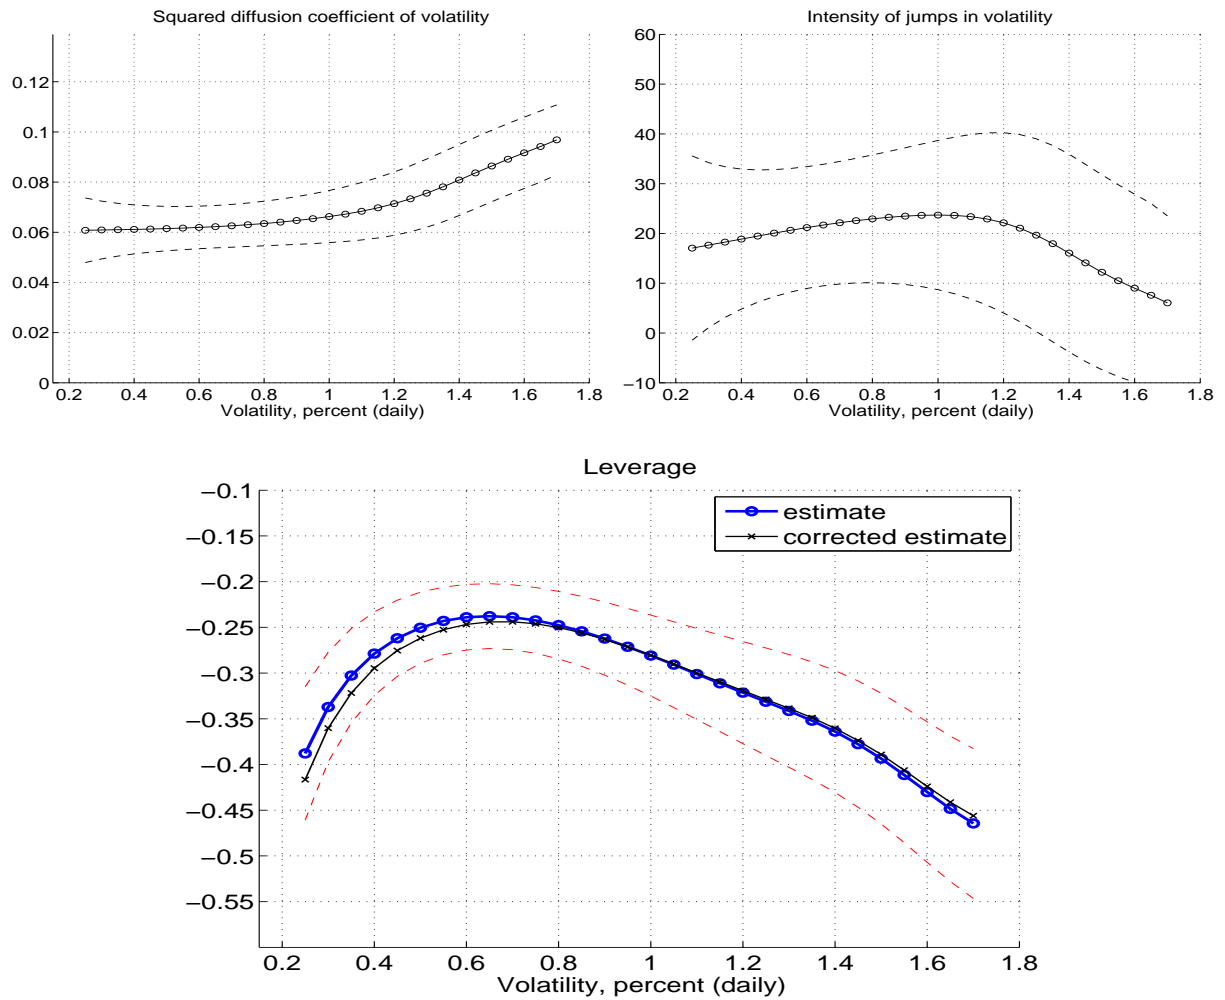 Squared diffusion coefficient of volatility
0.12
0.1
0.08
0.06
0.04
0.02
0
0.2 0.4 0.6 0.8 1.0 1.2 1.4 1.6 1.8
Volatility, percent (daily)
Intensity of jumps in volatility
60
50
40
30
20
10
0
−10
0.2 0.4 0.6 0.8 1.0 1.2 1.4 1.6 1.8
Volatility, percent (daily)
Leverage
−0.1
−0.15
−0.2
−0.25
−0.3
−0.35
−0.4
−0.45
−0.5
−0.55
estimate
corrected estimate
0.2 0.4 0.6 0.8 1 1.2 1.4 1.6 1.8
Volatility, percent (daily)